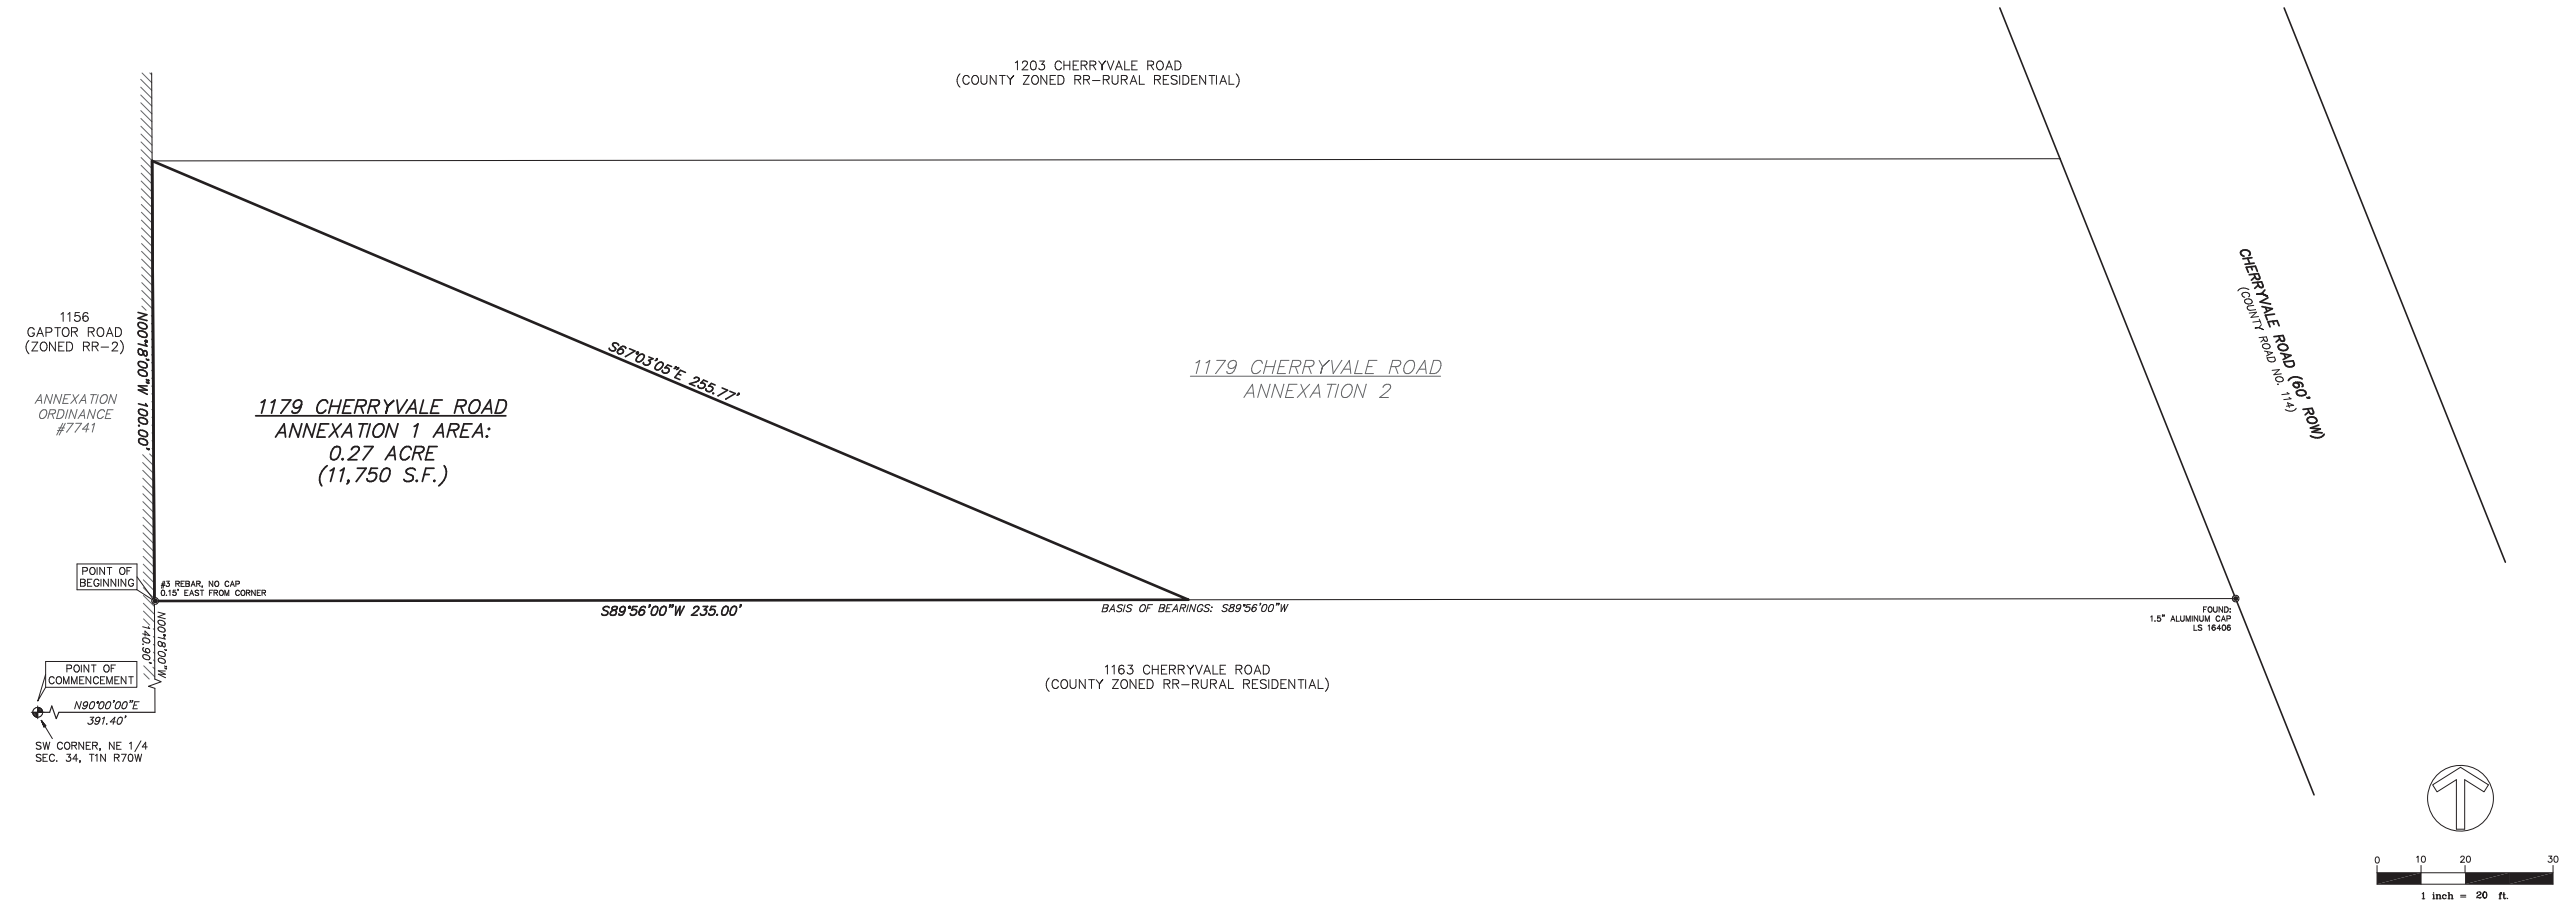 1203 CHERRYVALE ROAD
(COUNTY ZONED RR-RURAL RESIDENTIAL)
CHERRYVALE ROAD (60' ROW)
(COUNTY ROAD NO. 114)
1156
GAPTOR ROAD
(ZONED RR-2)
ANNEXATION
ORDINANCE
#7741
N00°18'00"W 100.00'
S67°03'05"E 255.77'
1179 CHERRYVALE ROAD
ANNEXATION 1 AREA:
0.27 ACRE
(11,750 S.F.)
1179 CHERRYVALE ROAD
ANNEXATION 2
POINT OF
BEGINNING
#3 REBAR, NO CAP
0.15' EAST FROM CORNER
S89°56'00"W 235.00'
BASIS OF BEARINGS: S89°56'00"W
FOUND:
1.5" ALUMINUM CAP
LS 16406
N00°18'00"W
140.90'
POINT OF
COMMENCEMENT
N90°00'00"E
391.40'
SW CORNER, NE 1/4
SEC. 34, T1N R70W
1163 CHERRYVALE ROAD
(COUNTY ZONED RR-RURAL RESIDENTIAL)
0 10 20 30
1 inch = 20 ft.